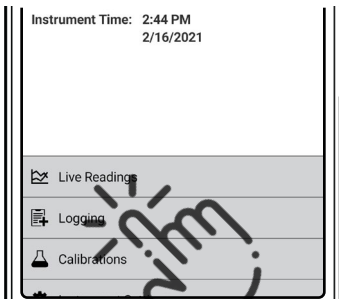 Instrument Time: 2:44 PM
2/16/2021
Live Readings
Logging
Calibrations